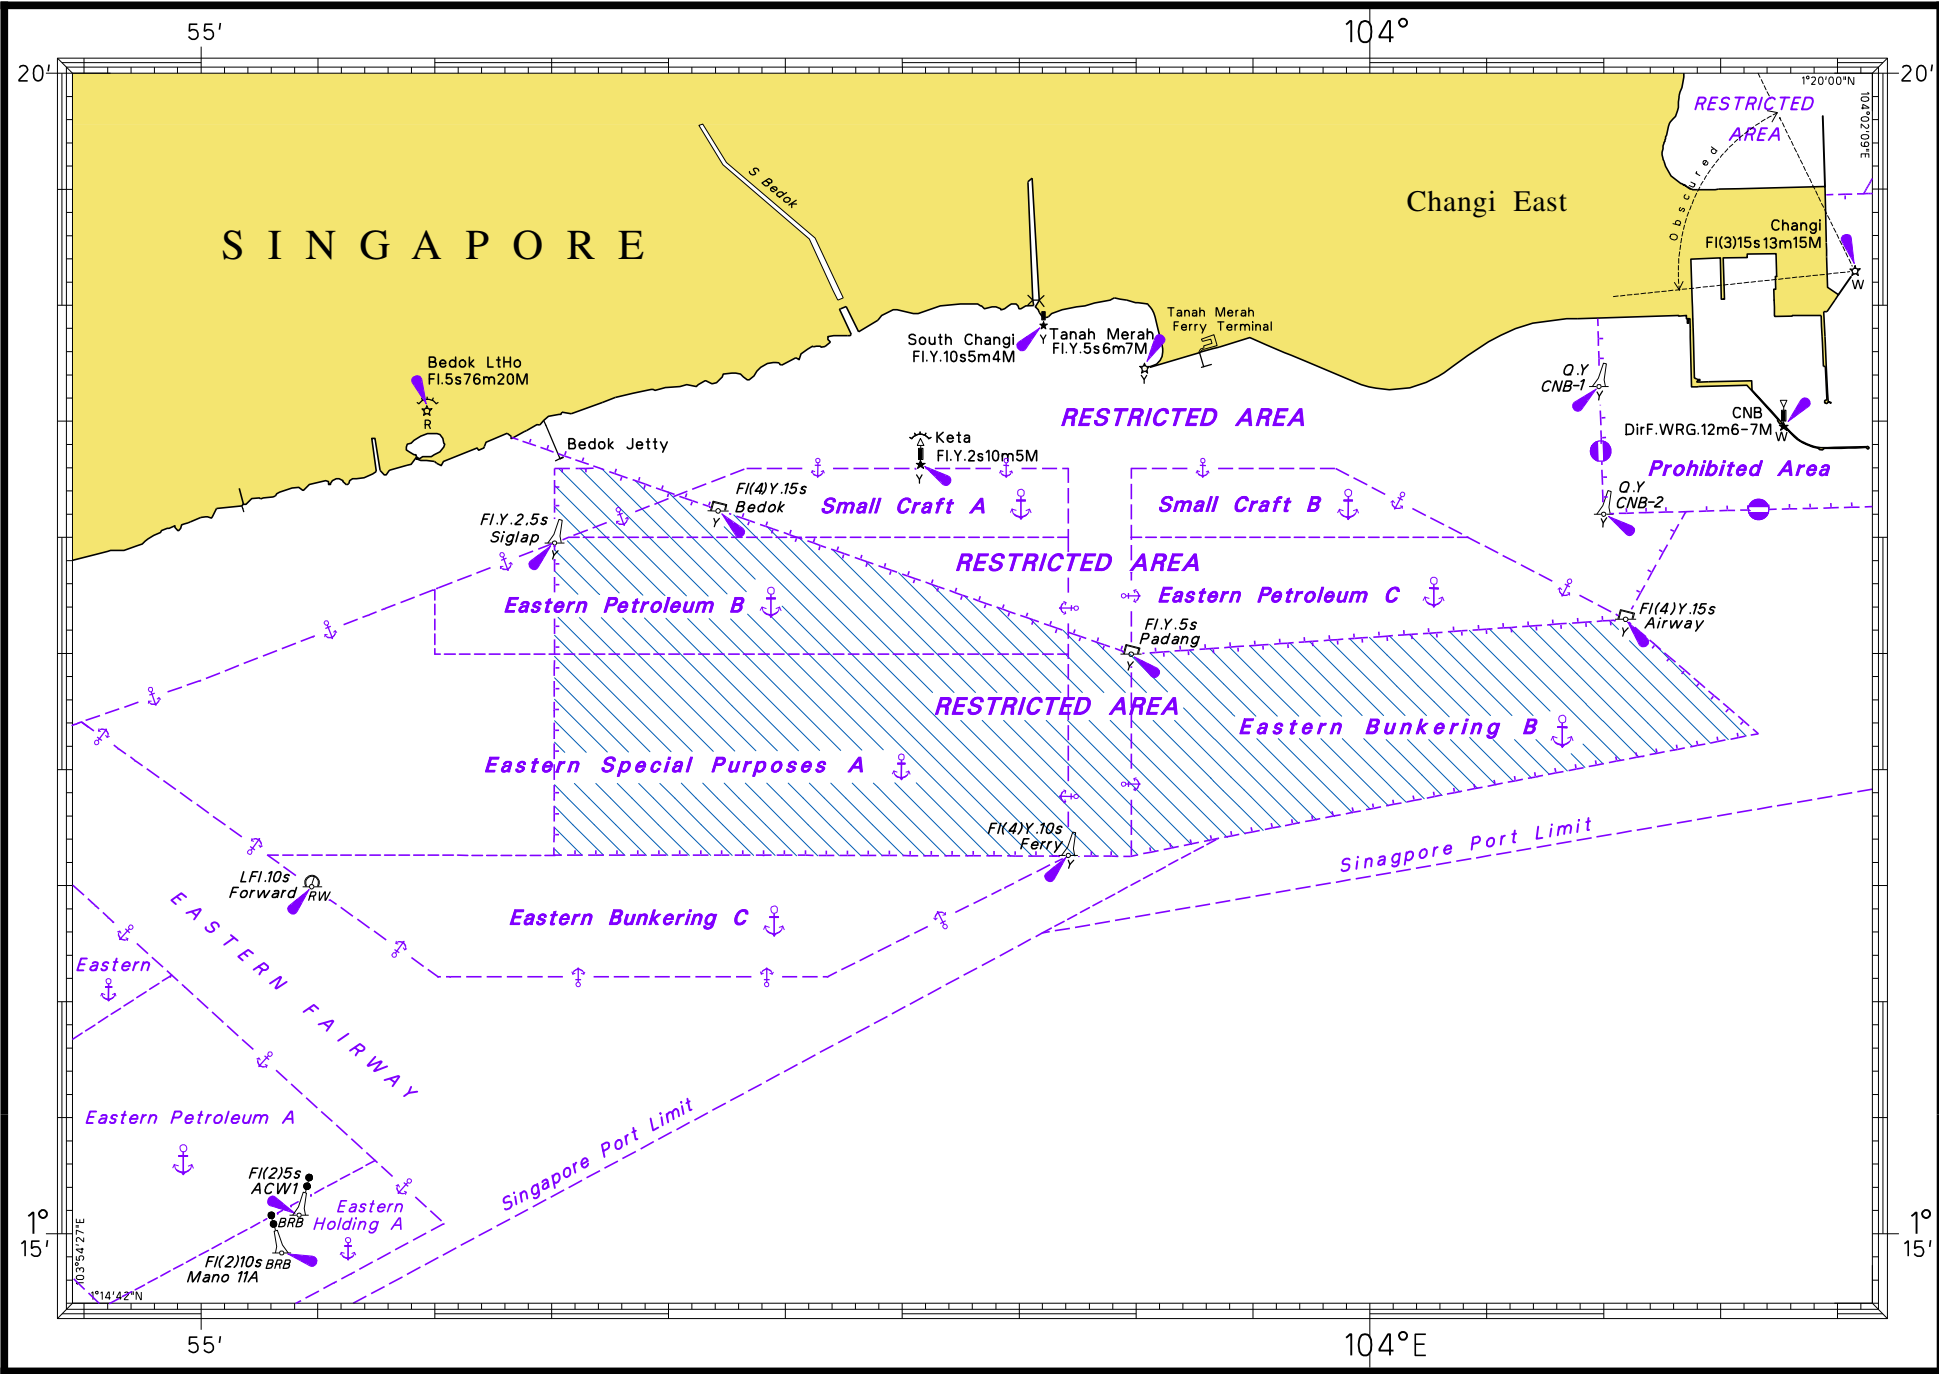 55'
104°
20'
20'
1°20'00"N
104°02'09"E
RESTRICTED
AREA
Obscured
S Bedok
Changi East
SINGAPORE
Changi
Fl(3)15s13m15M
W
Tanah Merah
Ferry Terminal
South Changi
Fl.Y.10s5m4M
Y
Tanah Merah
Fl.Y.5s6m7M
Y
Bedok LtHo
Fl.5s76m20M
R
Q.Y
CNB-1
Y
CNB
DirF.WRG.12m6-7M
W
RESTRICTED AREA
Bedok Jetty
Keta
Fl.Y.2s10m5M
Y
Prohibited Area
Fl(4)Y.15s
Bedok
Y
Small Craft A
Small Craft B
Q.Y
CNB-2
Y
Fl.Y.2.5s
Siglap
Y
RESTRICTED AREA
Eastern Petroleum B
Eastern Petroleum C
Fl(4)Y.15s
Airway
Y
Fl.Y.5s
Padang
Y
RESTRICTED AREA
Eastern Bunkering B
Eastern Special Purposes A
Fl(4)Y.10s
Ferry
Y
Sinagpore Port Limit
LFl.10s
Forward
RW
EASTERN FAIRWAY
Eastern Bunkering C
Eastern
Eastern Petroleum A
Singapore Port Limit
Fl(2)5s
ACW1
BRB
Eastern
Holding A
Fl(2)10s
BRB
Mano 11A
1°
15'
1°
15'
103°54'27"E
1°14'42"N
55'
104°E